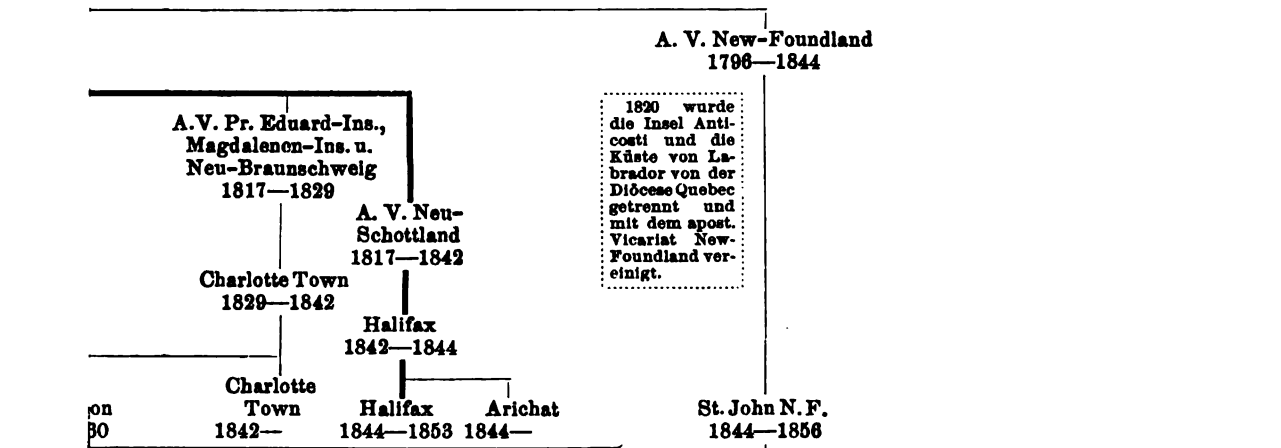 A. V. New-Foundland
1796—1844
A.V. Pr. Eduard-Ins.,
Magdalenen-Ins. u.
Neu-Braunschweig
1817—1829
A. V. Neu-
Schottland
1817—1842
1820 wurde
die Insel Anti-
costi und die
Küste von La-
brador von der
Diöcese Quebec
getrennt und
mit dem apost.
Vicariat New-
Foundland ver-
einigt.
Charlotte Town
1829—1842
Halifax
1842—1844
Charlotte
Town
1842—
Halifax
1844—1853
Arichat
1844—
St. John N. F.
1844—1856
on
30